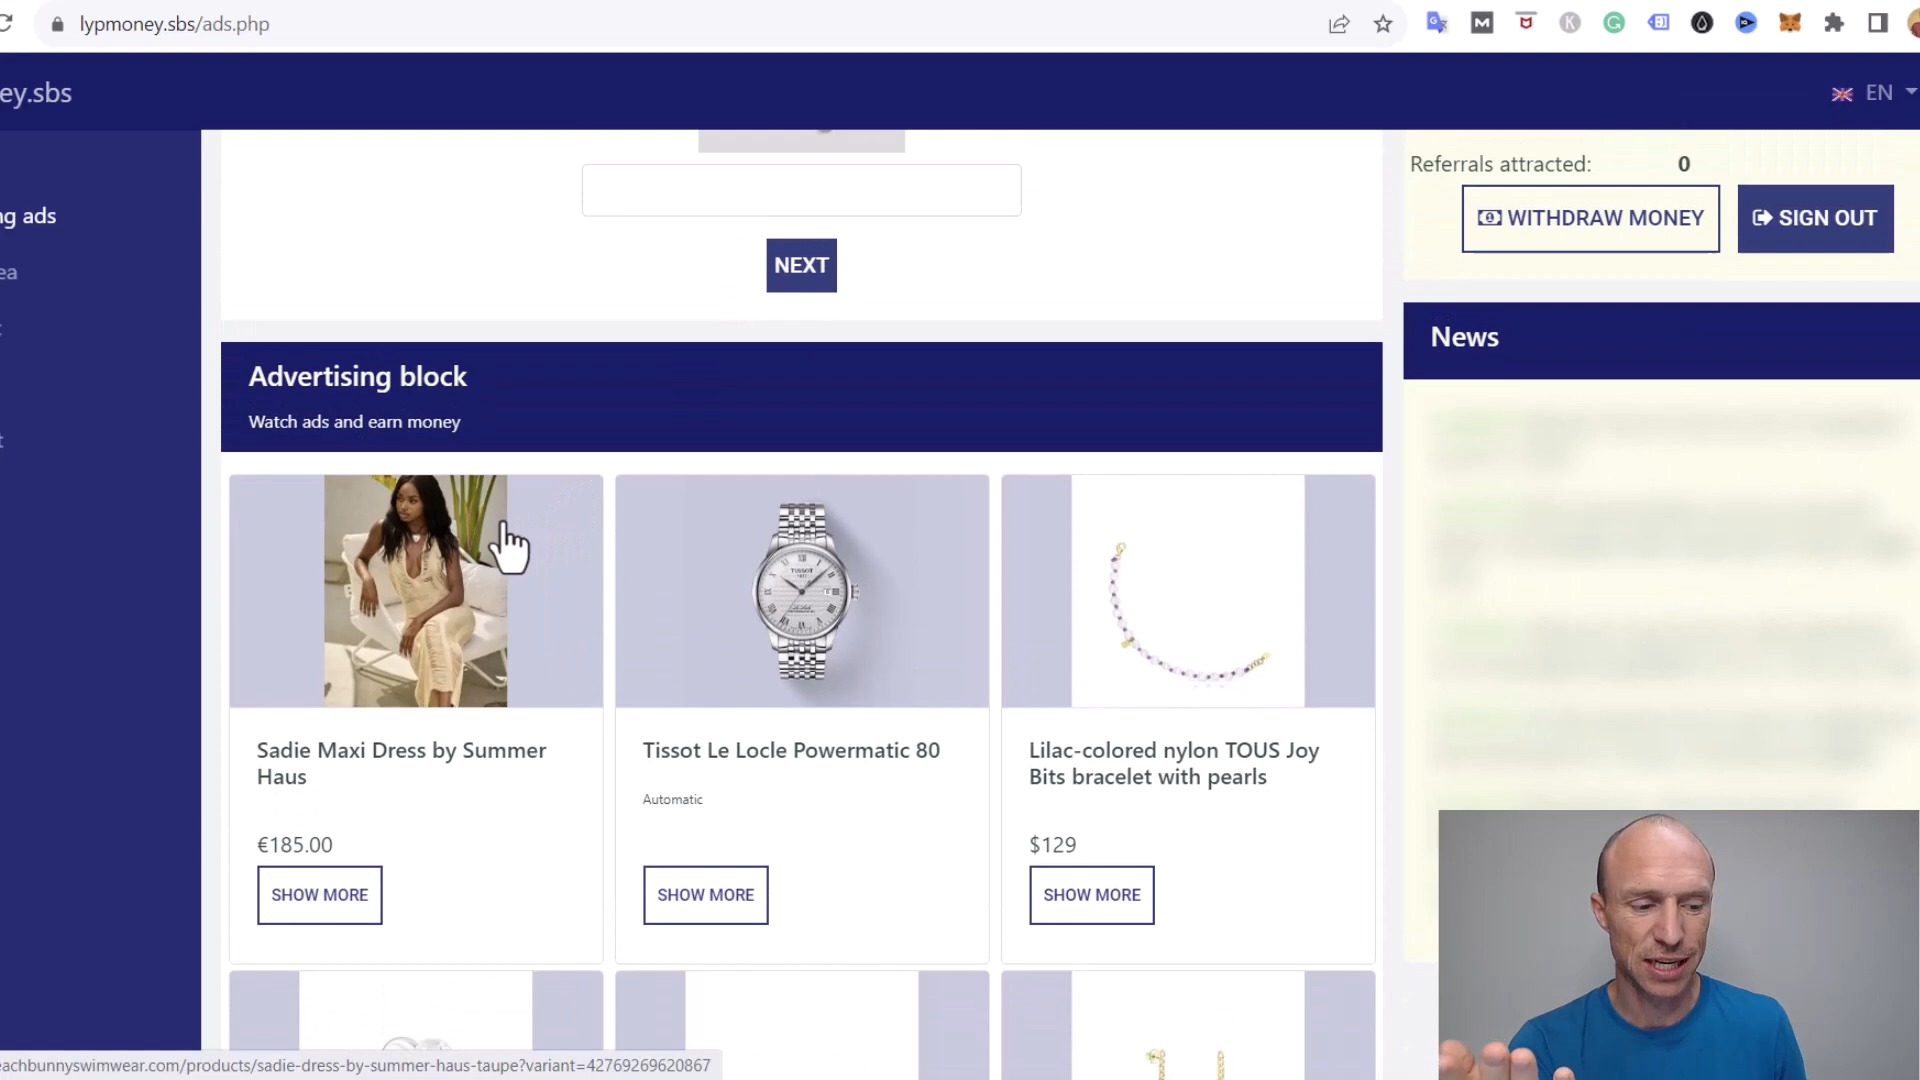 lypmoney.sbs/ads.php
ey.sbs
EN
ng ads
ea
Referrals attracted: 0
WITHDRAW MONEY
SIGN OUT
NEXT
News
Advertising block
Watch ads and earn money
TISSOT
Sadie Maxi Dress by Summer
Haus
€185.00
SHOW MORE
Tissot Le Locle Powermatic 80
Automatic
SHOW MORE
Lilac-colored nylon TOUS Joy
Bits bracelet with pearls
$129
SHOW MORE
eachbunnyswimwear.com/products/sadie-dress-by-summer-haus-taupe?variant=42769269620867